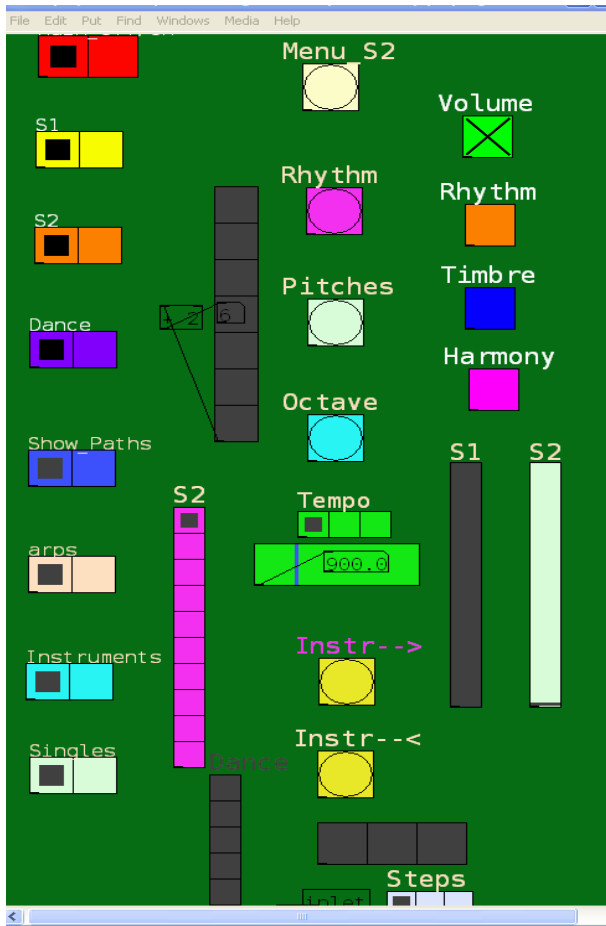 File Edit Put Find Windows Media Help
Menu_S2
Volume
S1
Rhythm
Rhythm
S2
Pitches
Timbre
+ 2
6
Dance
Harmony
Octave
Show_Paths
S1
S2
S2
Tempo
900.0
arps
Instr-->
Instruments
Instr--<
Singles
Dance
Steps
inlet